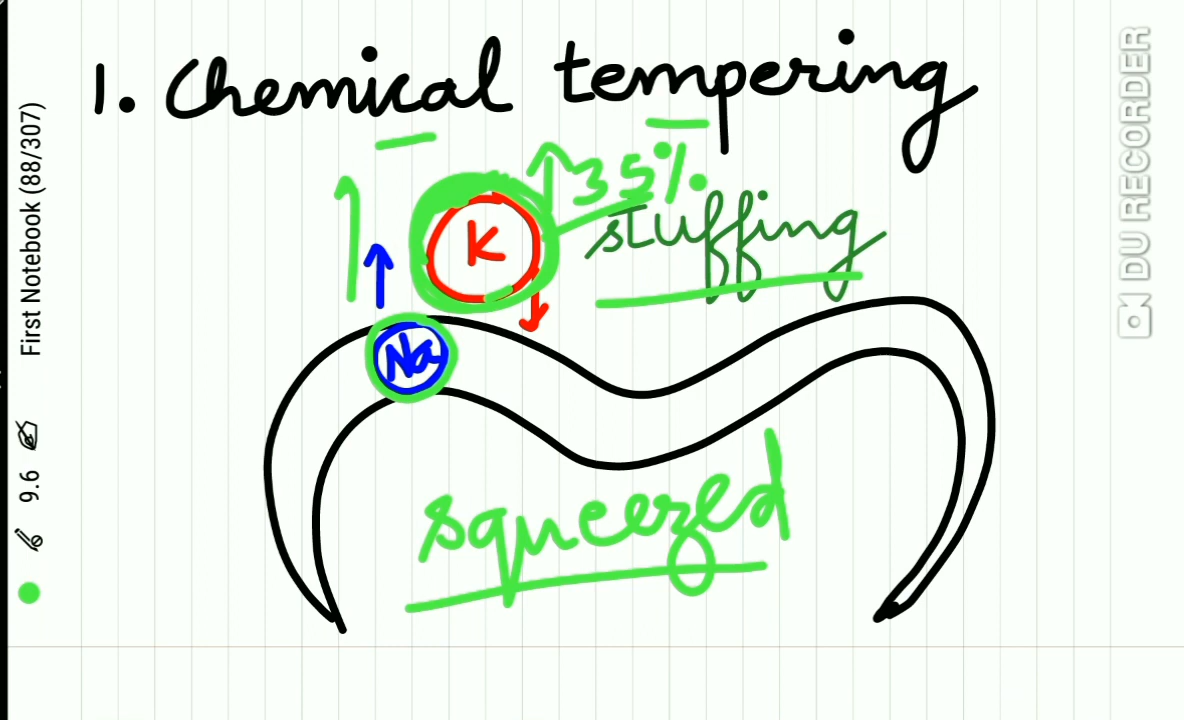 1. Chemical tempering
35%
K
stuffing
Na
squeezed
First Notebook (88/307)
9.6
DU RECORDER